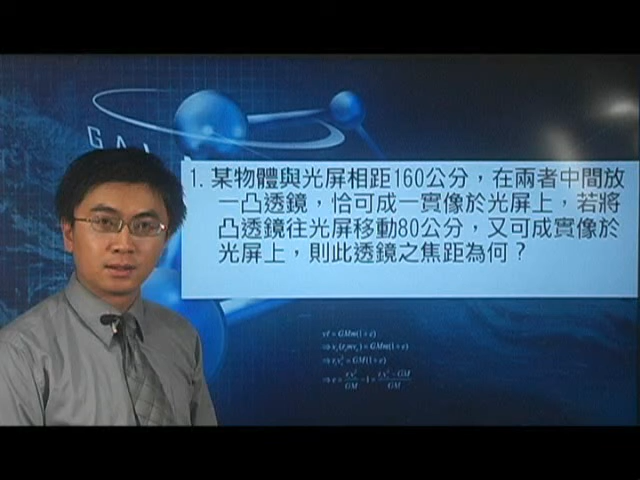 GAL
1. 某物體與光屏相距160公分，在兩者中間放
一凸透鏡，恰可成一實像於光屏上，若將
凸透鏡往光屏移動80公分，又可成實像於
光屏上，則此透鏡之焦距為何？